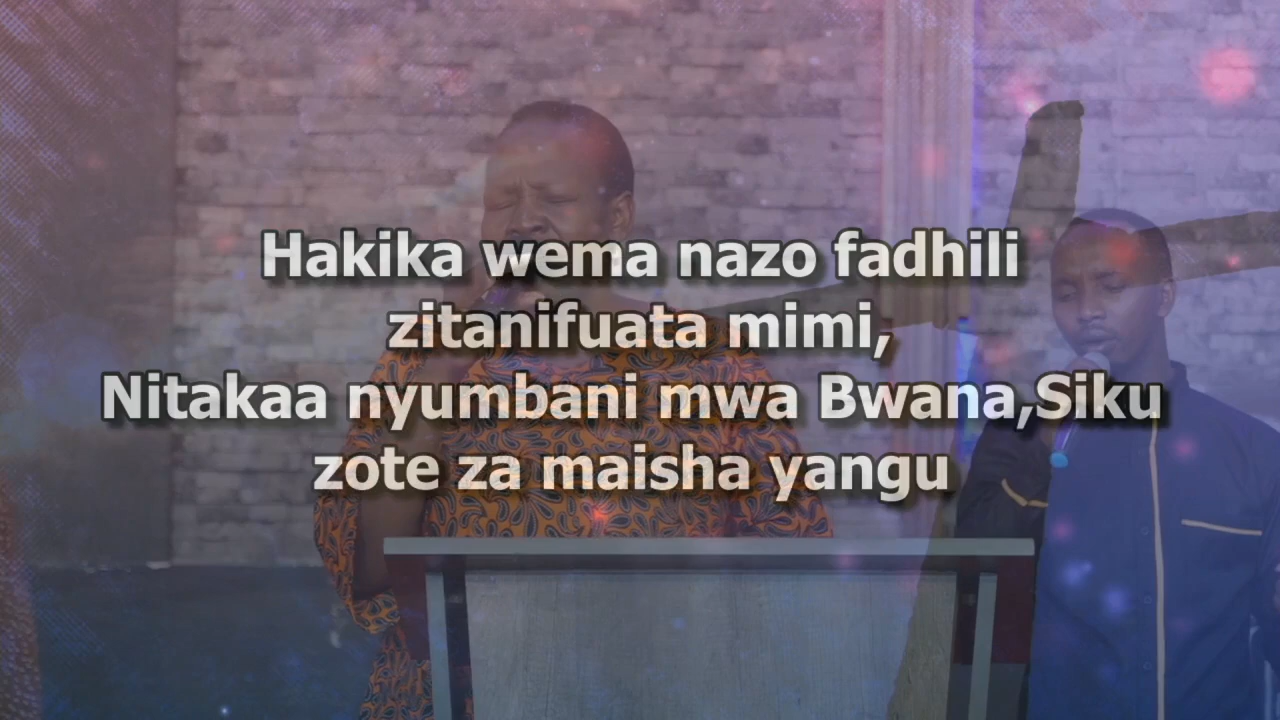 Hakika wema nazo fadhili
zitanifuata mimi,
Nitakaa nyumbani mwa Bwana,Siku
zote za maisha yangu